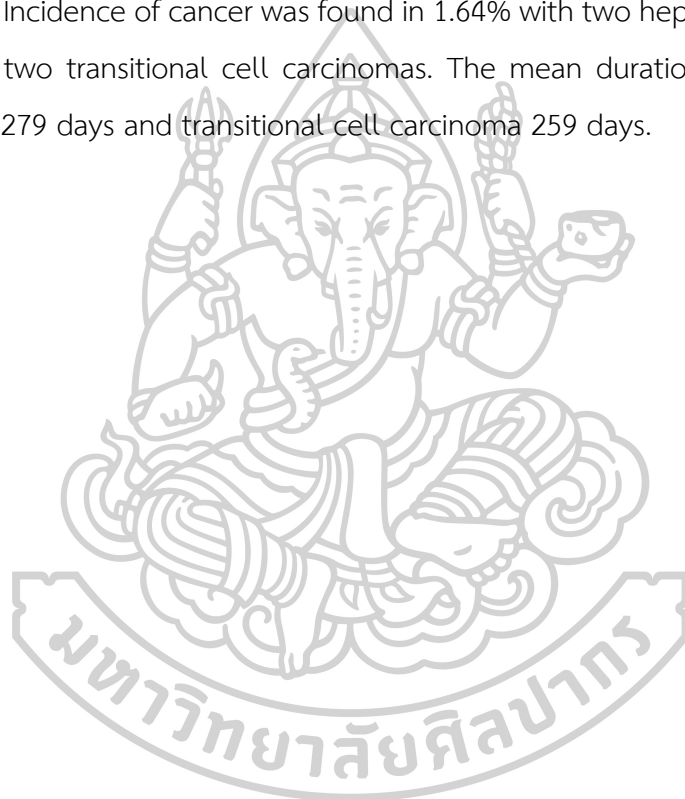 Incidence of cancer was found in 1.64% with two hep
two transitional cell carcinomas. The mean duratio
279 days and transitional cell carcinoma 259 days.
มหาวิทยาลัยศิลปากร